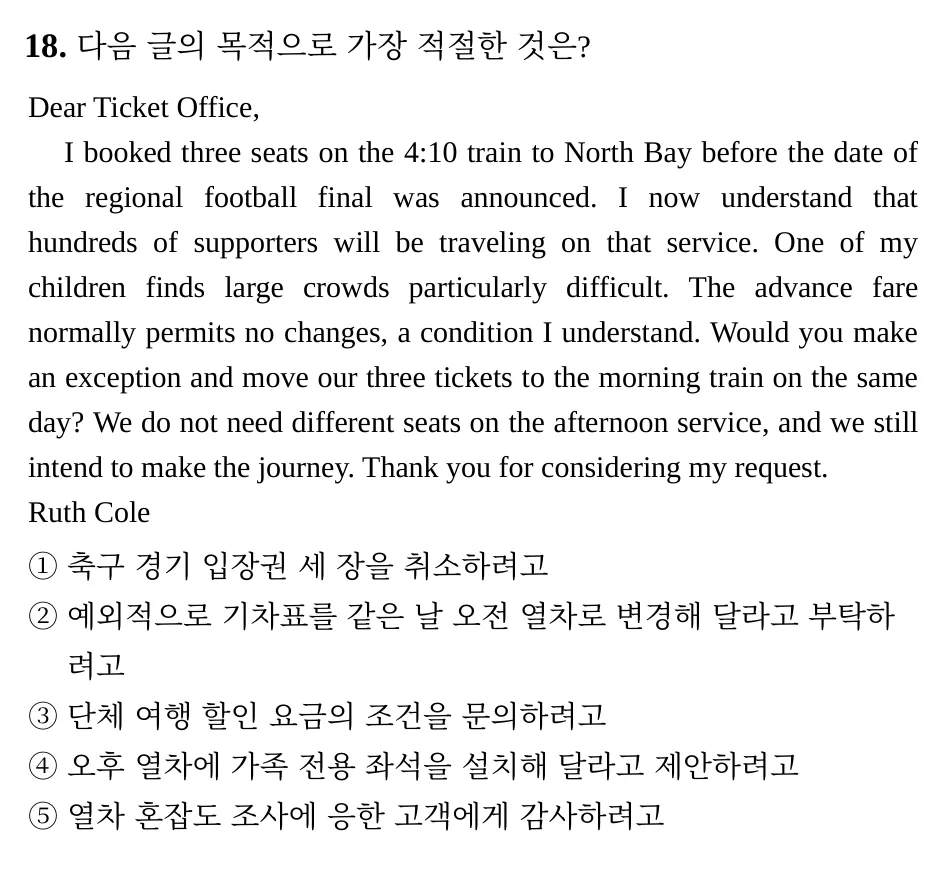 18. 다음 글의 목적으로 가장 적절한 것은?
Dear Ticket Office,
I booked three seats on the 4:10 train to North Bay before the date of
the regional football final was announced. I now understand that
hundreds of supporters will be traveling on that service. One of my
children finds large crowds particularly difficult. The advance fare
normally permits no changes, a condition I understand. Would you make
an exception and move our three tickets to the morning train on the same
day? We do not need different seats on the afternoon service, and we still
intend to make the journey. Thank you for considering my request.
Ruth Cole
① 축구 경기 입장권 세 장을 취소하려고
② 예외적으로 기차표를 같은 날 오전 열차로 변경해 달라고 부탁하
려고
③ 단체 여행 할인 요금의 조건을 문의하려고
④ 오후 열차에 가족 전용 좌석을 설치해 달라고 제안하려고
⑤ 열차 혼잡도 조사에 응한 고객에게 감사하려고